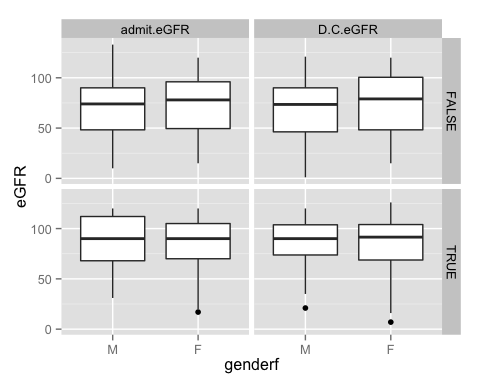 admit.eGFR D.C.eGFR
100
50
0
FALSE
eGFR
100
50
0
TRUE
M F M F
genderf